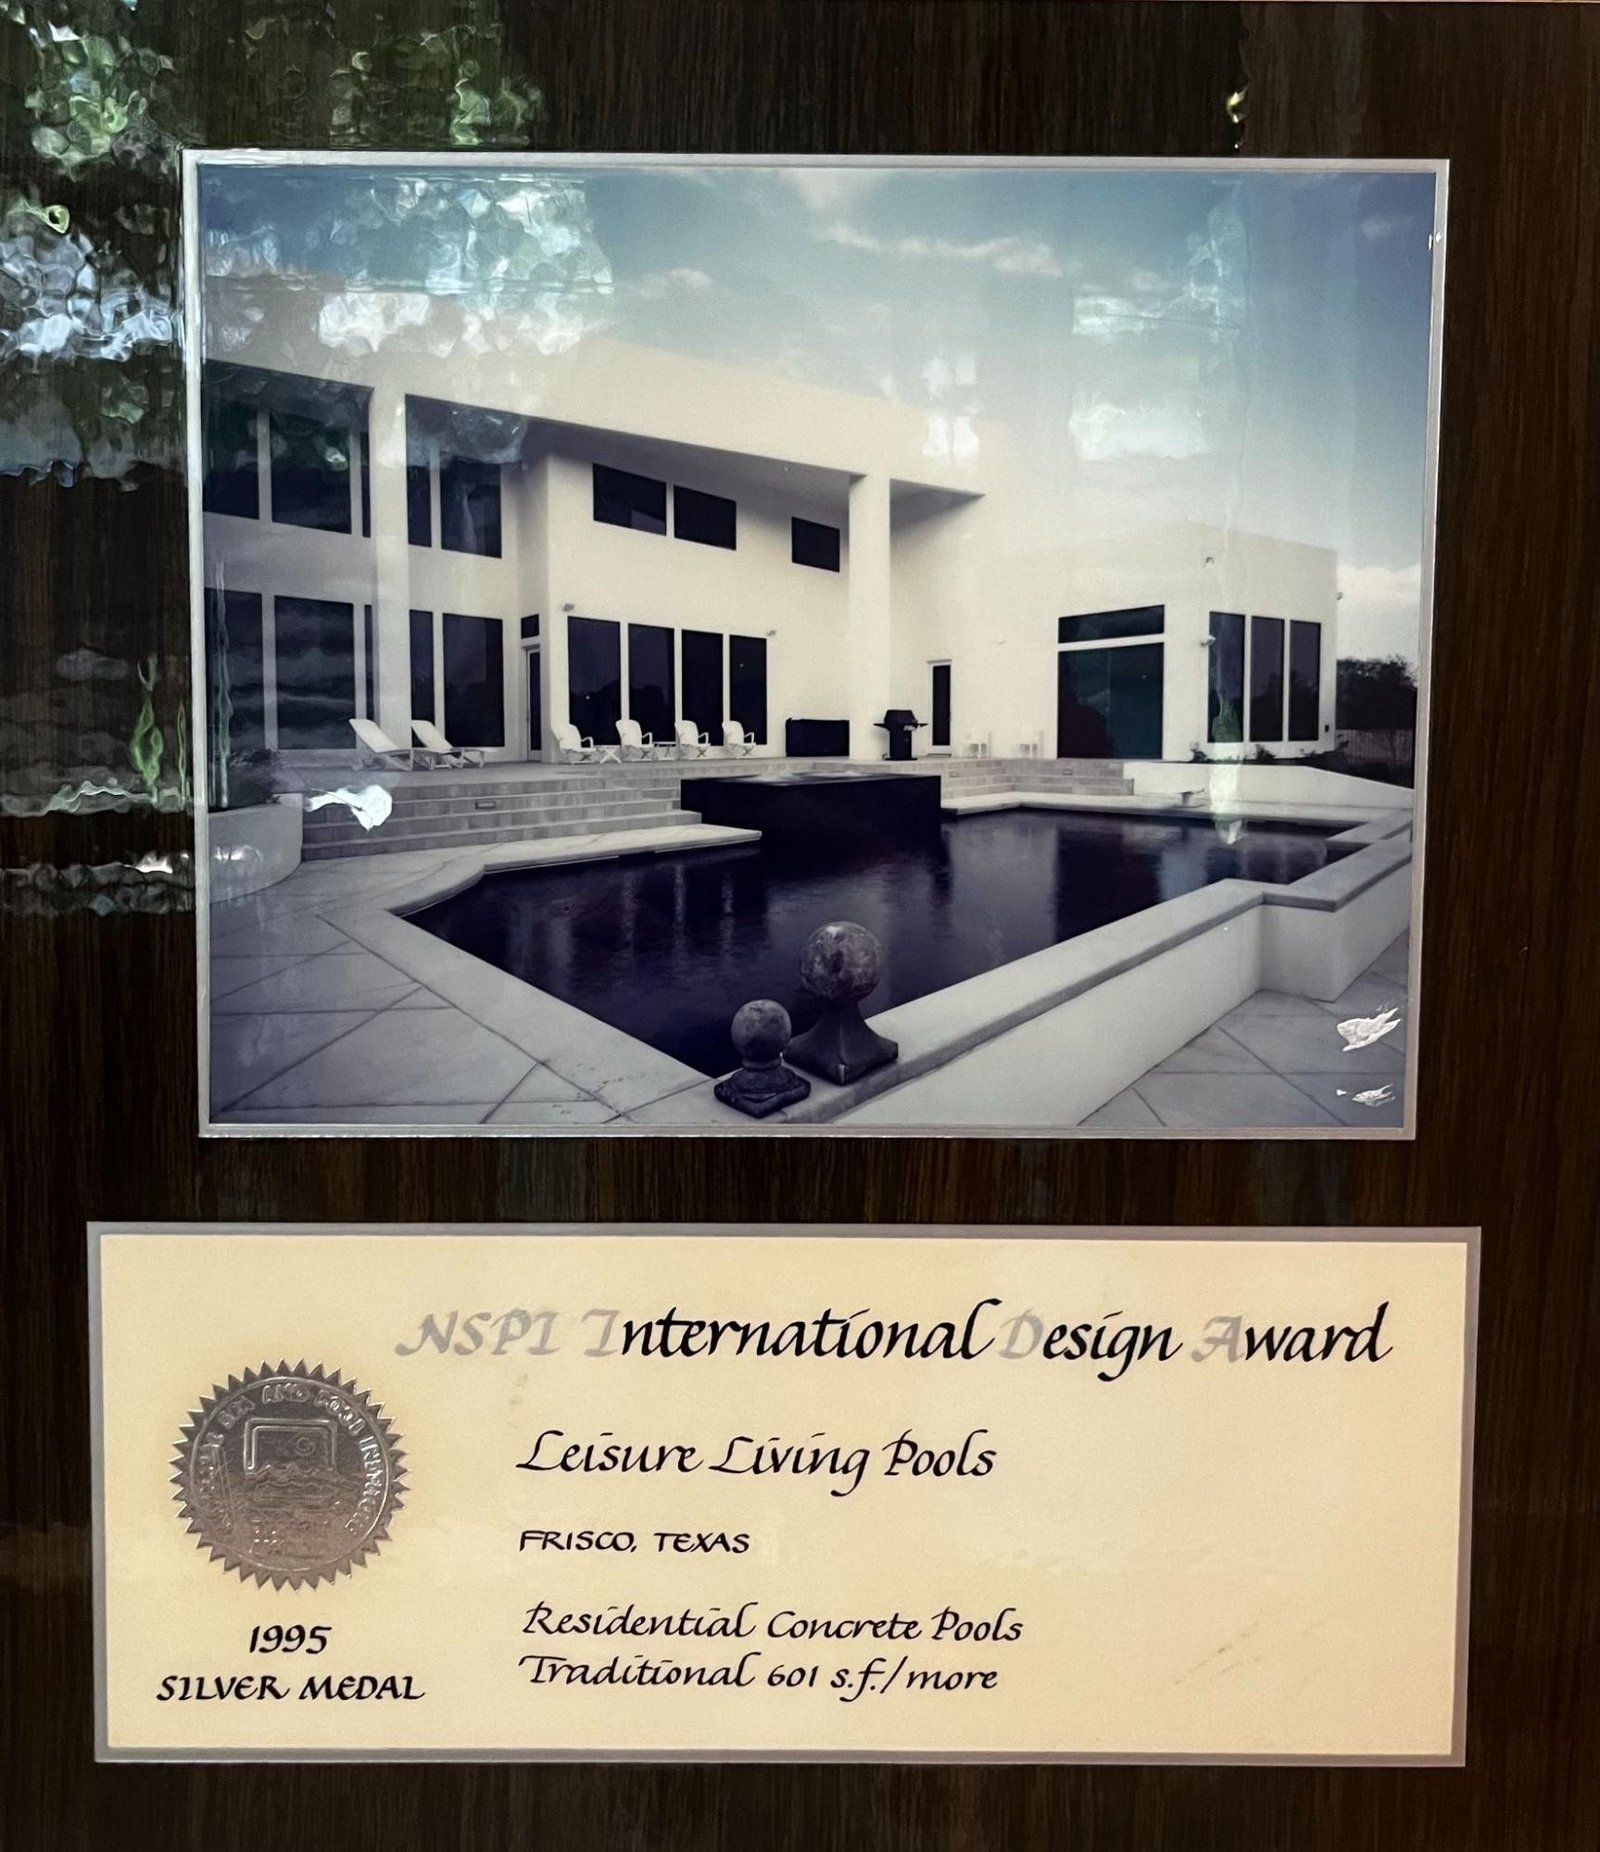 NSPI International Design Award
Leisure Living Pools
FRISCO, TEXAS
Residential Concrete Pools
Traditional 601 s.f./more
1995
SILVER MEDAL